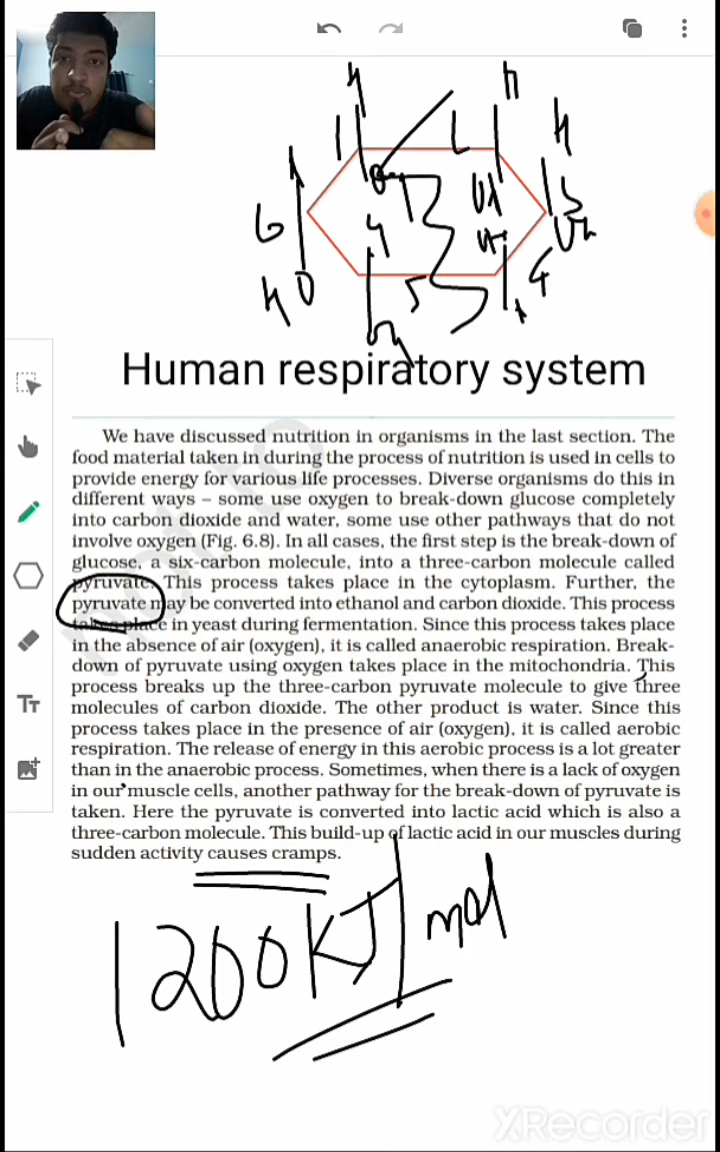 Human respiratory system
We have discussed nutrition in organisms in the last section. The
food material taken in during the process of nutrition is used in cells to
provide energy for various life processes. Diverse organisms do this in
different ways – some use oxygen to break-down glucose completely
into carbon dioxide and water, some use other pathways that do not
involve oxygen (Fig. 6.8). In all cases, the first step is the break-down of
glucose, a six-carbon molecule, into a three-carbon molecule called
pyruvate. This process takes place in the cytoplasm. Further, the
pyruvate may be converted into ethanol and carbon dioxide. This process
takes place in yeast during fermentation. Since this process takes place
in the absence of air (oxygen), it is called anaerobic respiration. Break-
down of pyruvate using oxygen takes place in the mitochondria. This
process breaks up the three-carbon pyruvate molecule to give three
molecules of carbon dioxide. The other product is water. Since this
process takes place in the presence of air (oxygen), it is called aerobic
respiration. The release of energy in this aerobic process is a lot greater
than in the anaerobic process. Sometimes, when there is a lack of oxygen
in our muscle cells, another pathway for the break-down of pyruvate is
taken. Here the pyruvate is converted into lactic acid which is also a
three-carbon molecule. This build-up of lactic acid in our muscles during
sudden activity causes cramps.
1200KJ/mol
TT
XRecorder